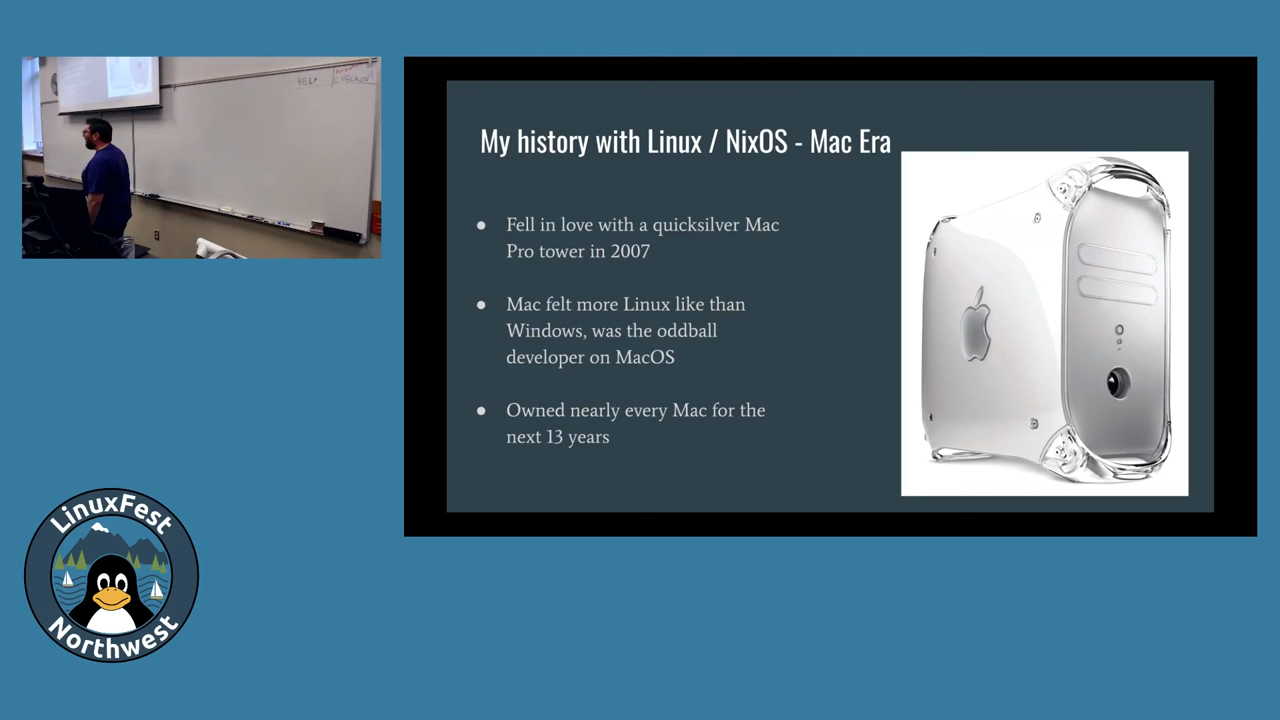 HELP
My history with Linux / NixOS - Mac Era
● Fell in love with a quicksilver Mac
Pro tower in 2007
● Mac felt more Linux like than
Windows, was the oddball
developer on MacOS
● Owned nearly every Mac for the
next 13 years
LinuxFest
Northwest